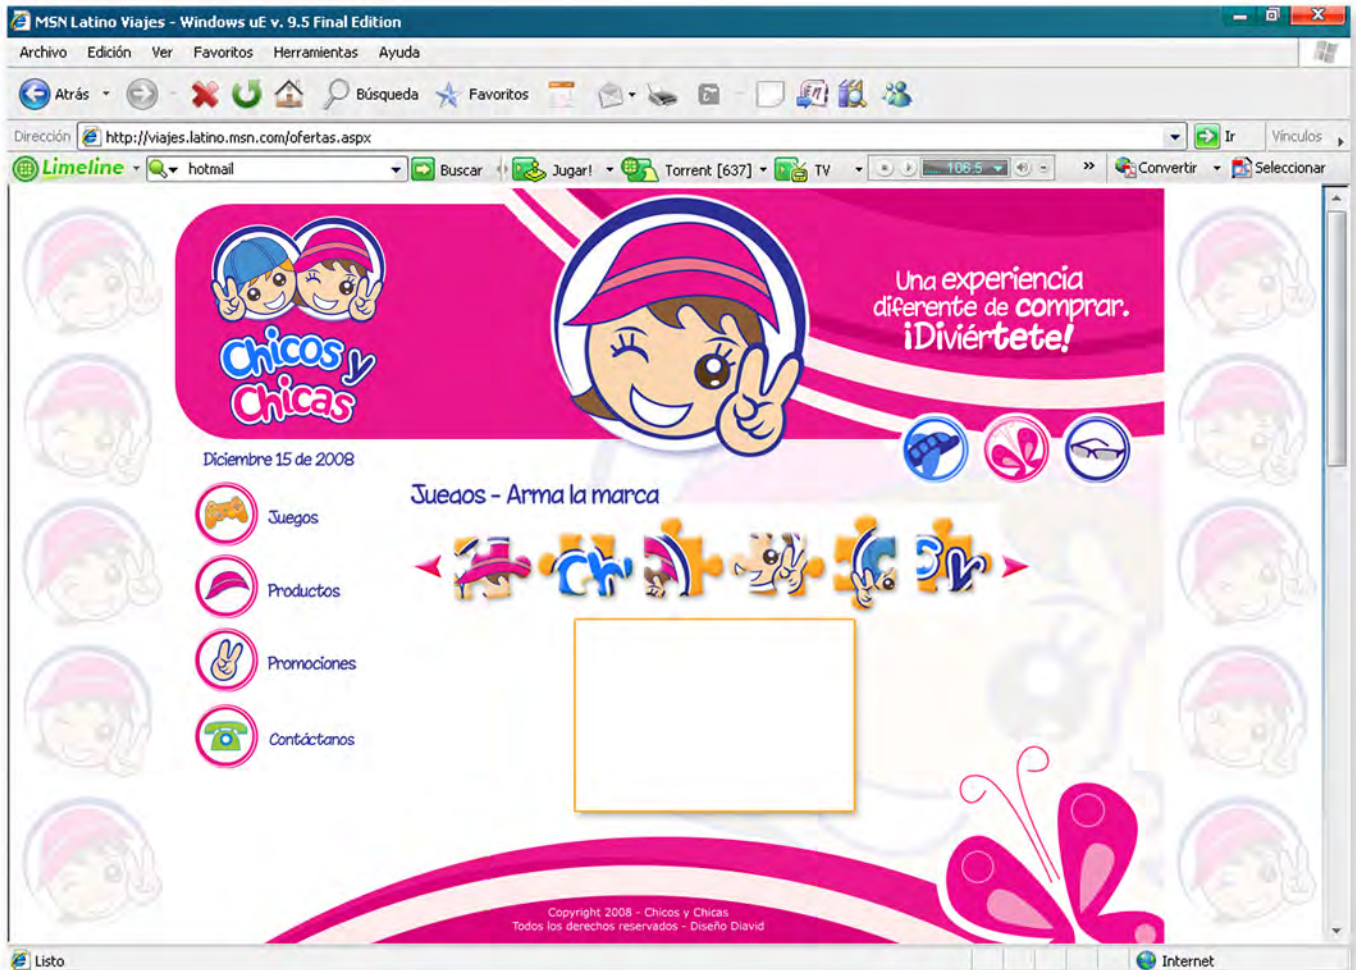 MSN Latino Viajes - Windows uE v. 9.5 Final Edition
Archivo Edición Ver Favoritos Herramientas Ayuda
Atrás Búsqueda Favoritos
Dirección http://viajes.latino.msn.com/ofertas.aspx Ir Vínculos
Limeline hotmail Buscar Jugar! Torrent [637] TV 106.5 » Convertir Seleccionar
Chicos y
Chicas
Una experiencia
diferente de comprar.
¡Diviértete!
Diciembre 15 de 2008
Juegos
Productos
Promociones
Contáctanos
Juegos - Arma la marca
Ch
s y
Copyright 2008 - Chicos y Chicas
Todos los derechos reservados - Diseño Diavid
Listo Internet